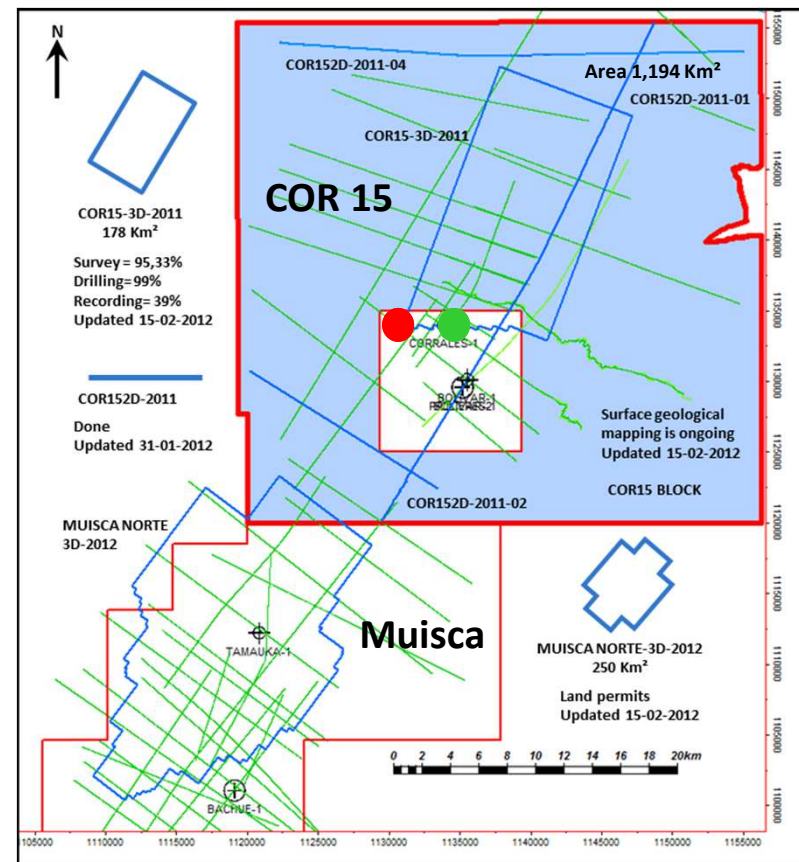 N
COR152D-2011-04
Area 1,194 Km²
COR152D-2011-01
COR15-3D-2011
COR 15
COR15-3D-2011
178 Km²
Survey = 95,33%
Drilling= 99%
Recording= 39%
Updated 15-02-2012
CORRALES-1
BOLIVAR-1
COR152D-2011
Done
Updated 31-01-2012
Surface geological
mapping is ongoing
Updated 15-02-2012
COR15 BLOCK
COR152D-2011-02
MUISCA NORTE
3D-2012
Muisca
TAMAUKA-1
MUISCA NORTE-3D-2012
250 Km²
Land permits
Updated 15-02-2012
0 2 4 6 8 10 12 14 16 18 20km
BACHUE-1
1155000
1150000
1145000
1140000
1135000
1130000
1125000
1120000
1115000
1110000
1105000
1100000
1105000 1110000 1115000 1120000 1125000 1130000 1135000 1140000 1145000 1150000 1155000